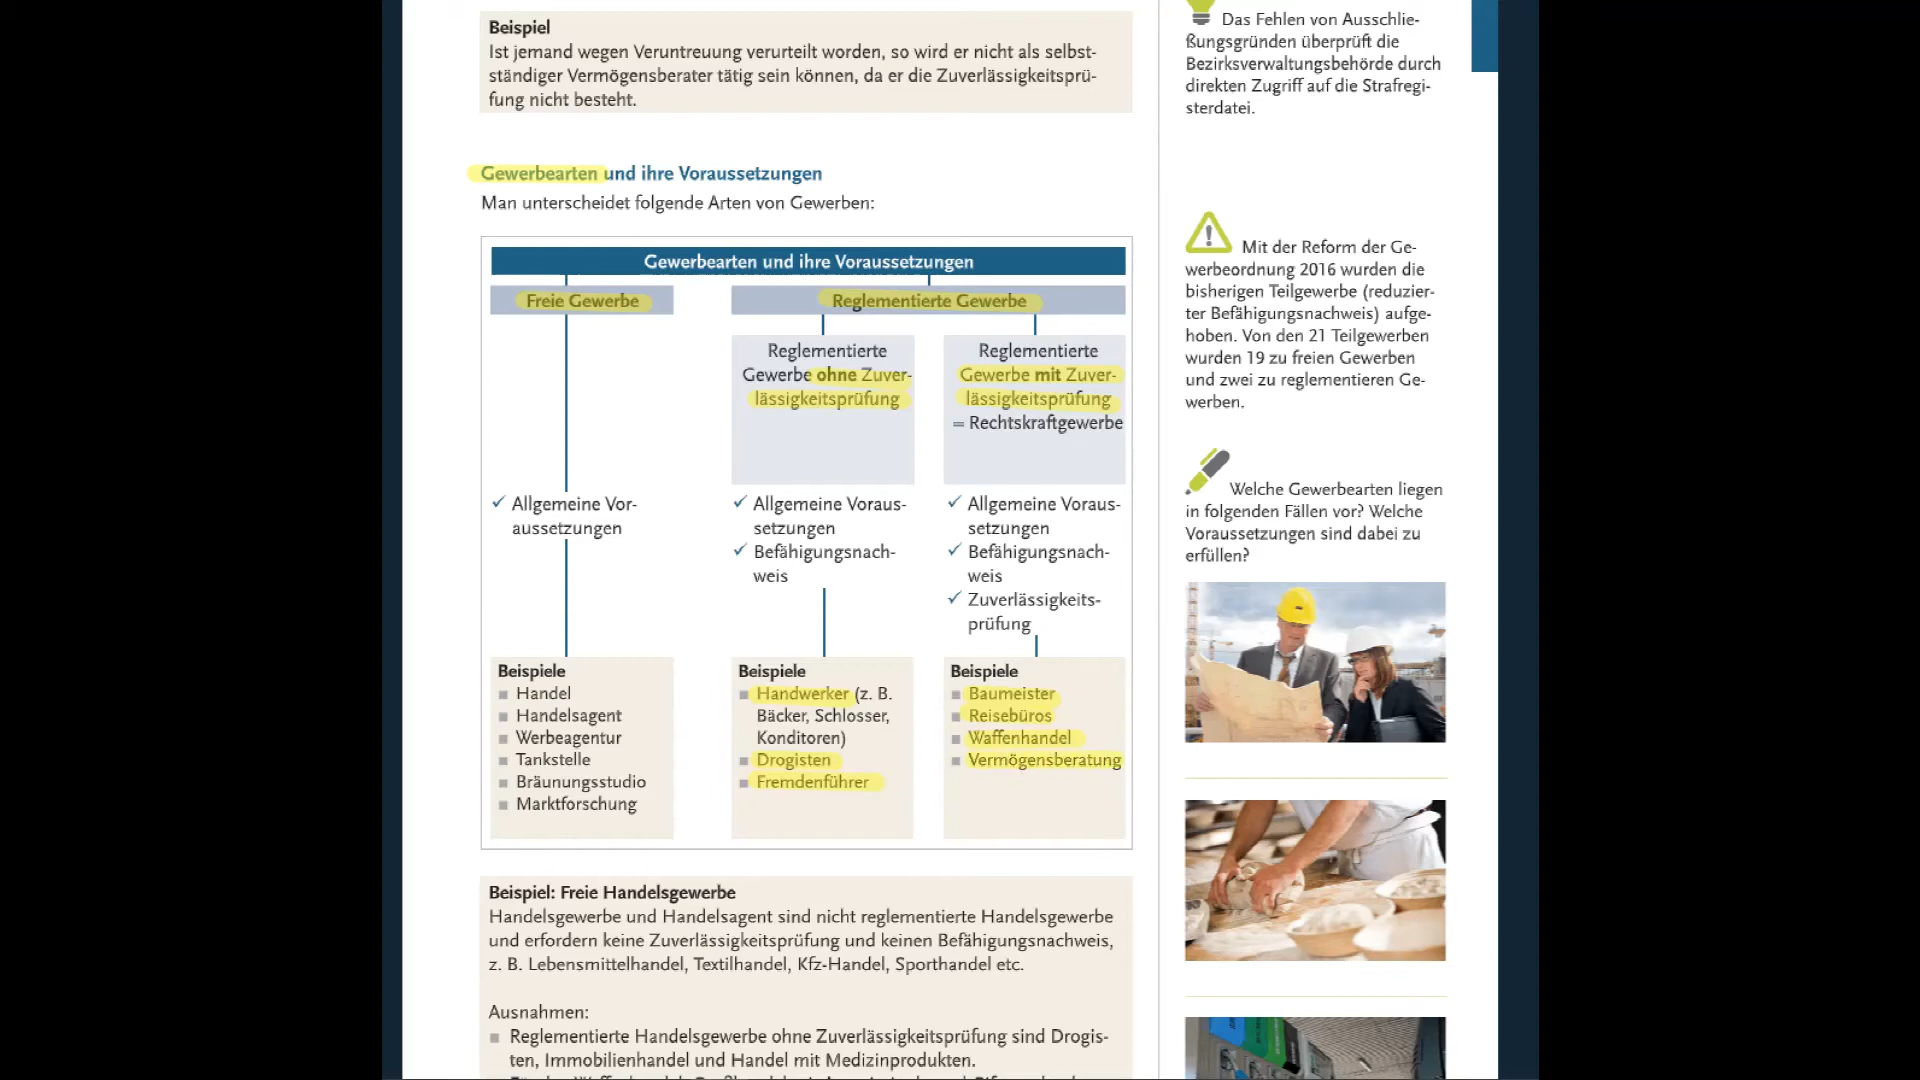 Beispiel
Ist jemand wegen Veruntreuung verurteilt worden, so wird er nicht als selbst-
ständiger Vermögensberater tätig sein können, da er die Zuverlässigkeitsprü-
fung nicht besteht.
Gewerbearten und ihre Voraussetzungen
Man unterscheidet folgende Arten von Gewerben:
Gewerbearten und ihre Voraussetzungen
Freie Gewerbe
Allgemeine Vor-
aussetzungen
Beispiele
Handel
Handelsagent
Werbeagentur
Tankstelle
Bräunungsstudio
Marktforschung
Reglementierte Gewerbe
Reglementierte
Gewerbe ohne Zuver-
lässigkeitsprüfung
✓ Allgemeine Voraus-
setzungen
✓ Befähigungsnach-
weis
Beispiele
Handwerker (z. B.
Bäcker, Schlosser,
Konditoren)
Drogisten
Fremdenführer
Reglementierte
Gewerbe mit Zuver-
lässigkeitsprüfung
= Rechtskraftgewerbe
✓ Allgemeine Voraus-
setzungen
✓ Befähigungsnach-
weis
✓ Zuverlässigkeits-
prüfung
Beispiele
Baumeister
Reisebüros
Waffenhandel
Vermögensberatung
Beispiel: Freie Handelsgewerbe
Handelsgewerbe und Handelsagent sind nicht reglementierte Handelsgewerbe
und erfordern keine Zuverlässigkeitsprüfung und keinen Befähigungsnachweis,
z. B. Lebensmittelhandel, Textilhandel, Kfz-Handel, Sporthandel etc.
Ausnahmen:
Reglementierte Handelsgewerbe ohne Zuverlässigkeitsprüfung sind Drogis-
ten, Immobilienhandel und Handel mit Medizinprodukten.
Das Fehlen von Ausschlie-
ßungsgründen überprüft die
Bezirksverwaltungsbehörde durch
direkten Zugriff auf die Strafregi-
sterdatei.
Mit der Reform der Ge-
werbeordnung 2016 wurden die
bisherigen Teilgewerbe (reduzier-
ter Befähigungsnachweis) aufge-
hoben. Von den 21 Teilgewerben
wurden 19 zu freien Gewerben
und zwei zu reglementieren Ge-
werben.
Welche Gewerbearten liegen
in folgenden Fällen vor? Welche
Voraussetzungen sind dabei zu
erfüllen?